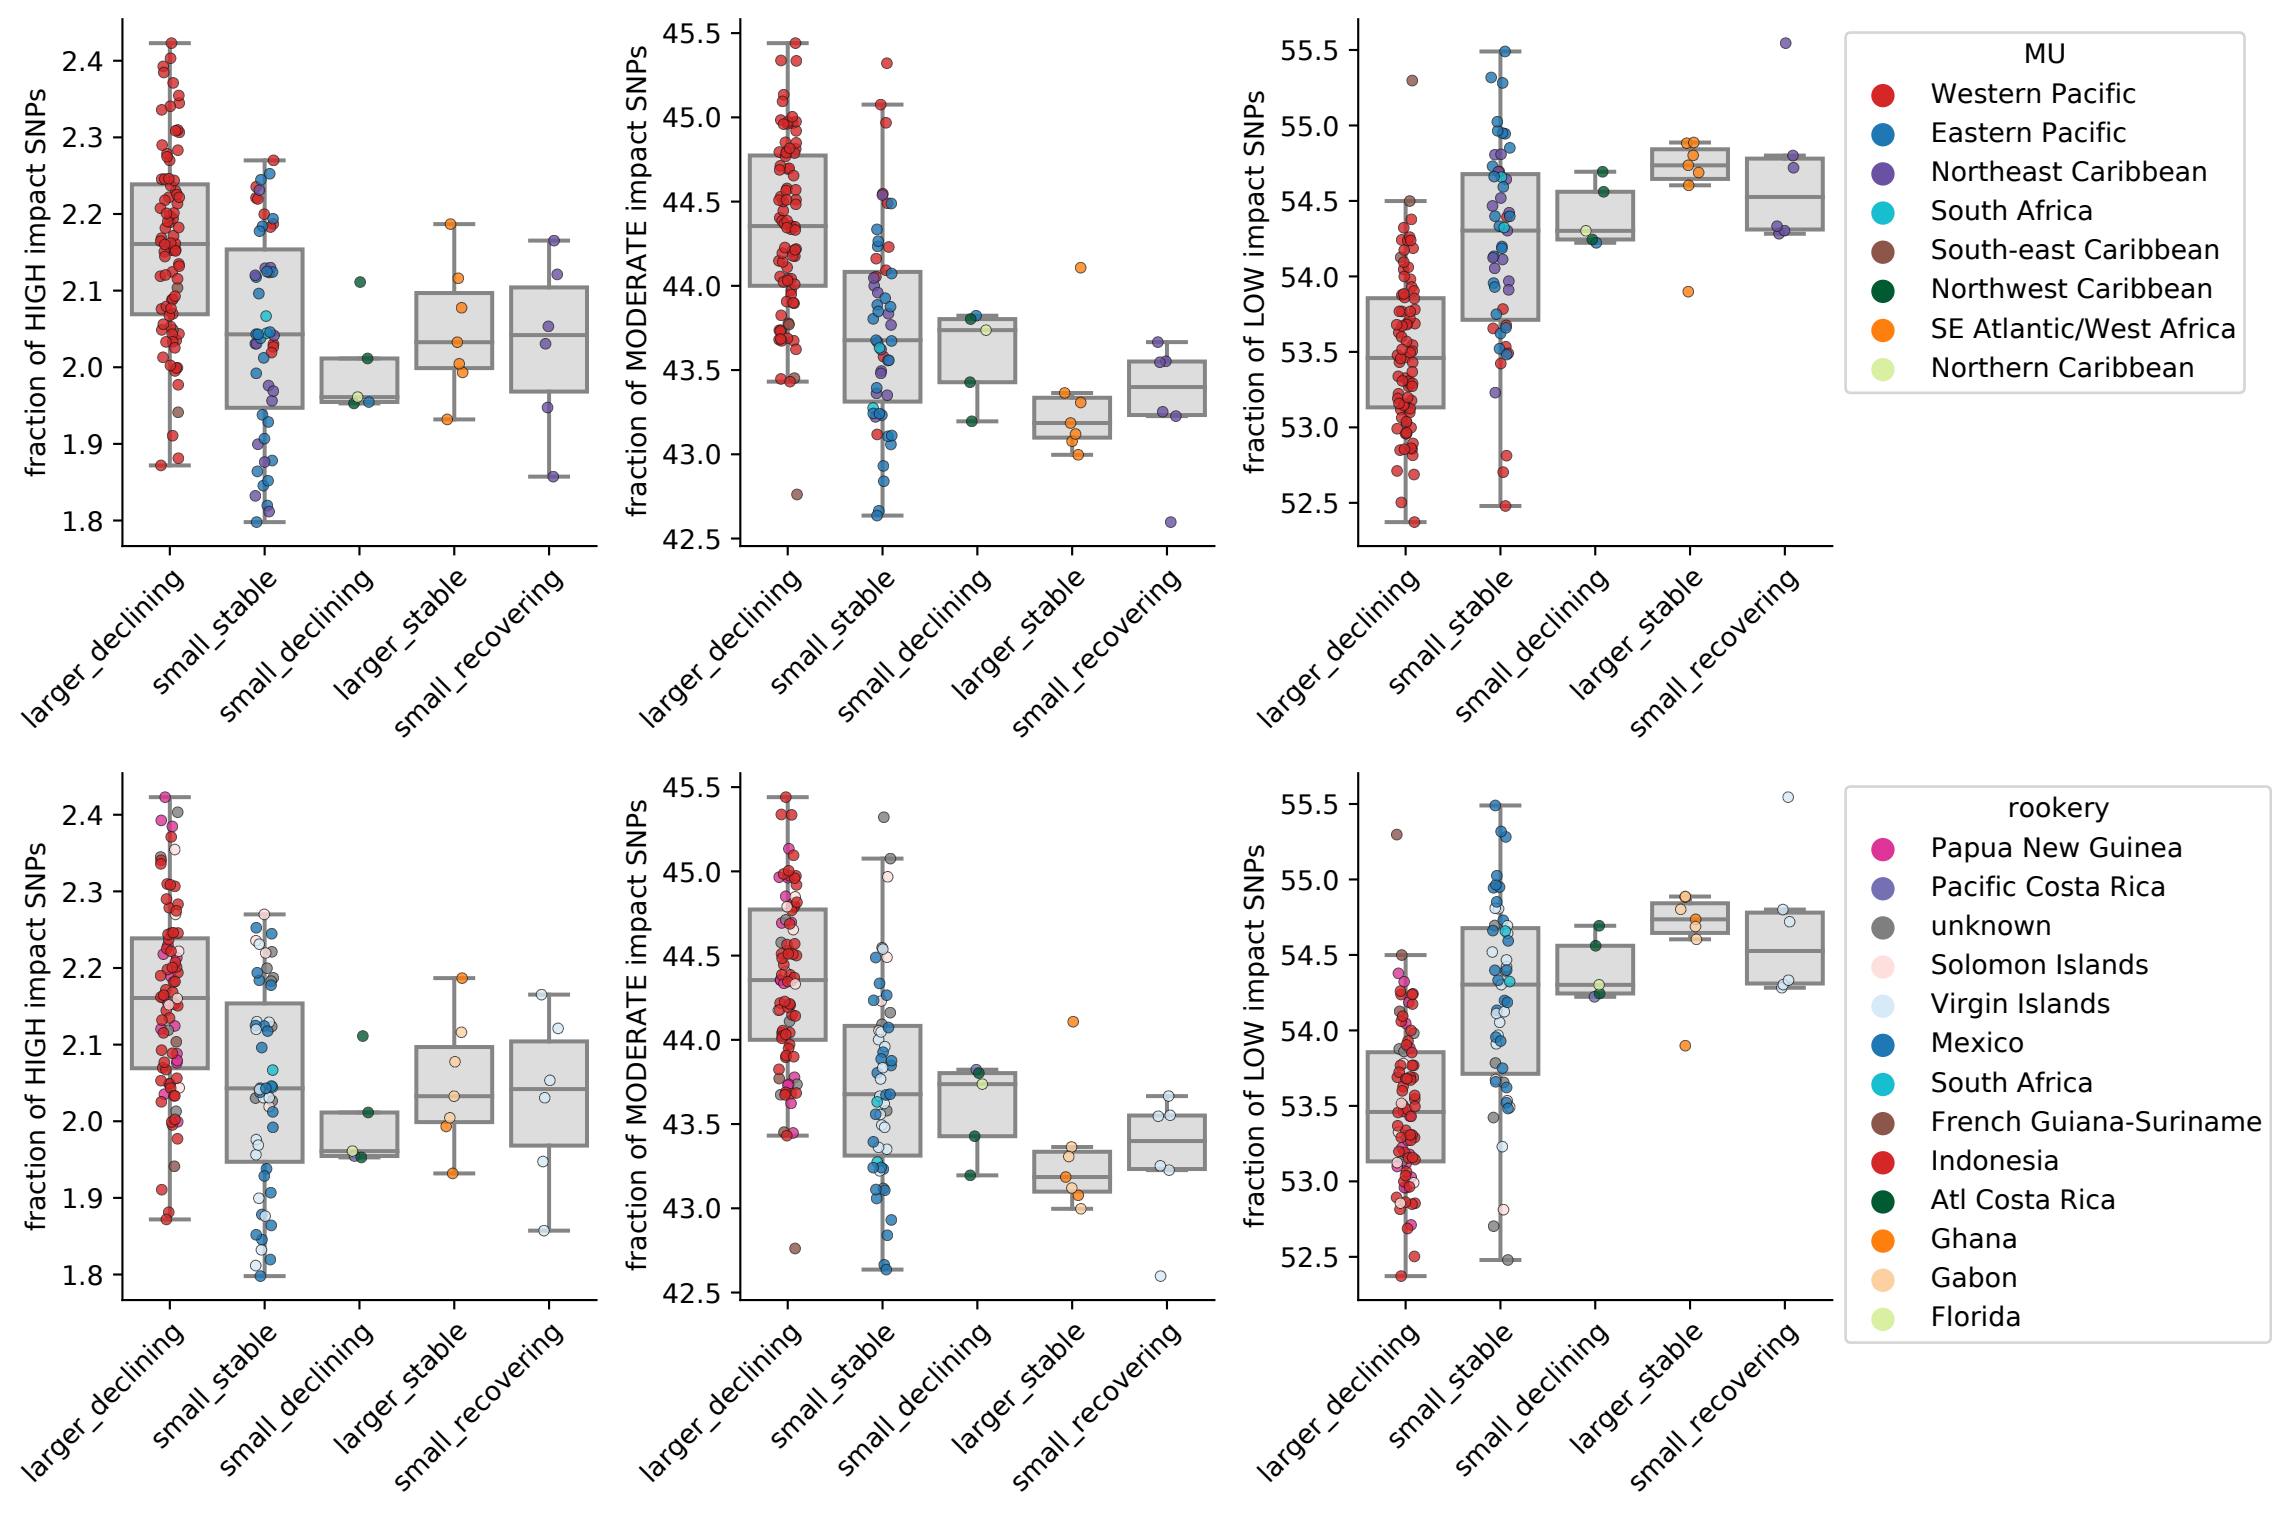 fraction of HIGH impact SNPs
2.4
2.3
2.2
2.1
2.0
1.9
1.8
larger_declining
small_stable
small_declining
larger_stable
small_recovering
fraction of MODERATE impact SNPs
45.5
45.0
44.5
44.0
43.5
43.0
42.5
larger_declining
small_stable
small_declining
larger_stable
small_recovering
fraction of LOW impact SNPs
55.5
55.0
54.5
54.0
53.5
53.0
52.5
larger_declining
small_stable
small_declining
larger_stable
small_recovering
MU
Western Pacific
Eastern Pacific
Northeast Caribbean
South Africa
South-east Caribbean
Northwest Caribbean
SE Atlantic/West Africa
Northern Caribbean
fraction of HIGH impact SNPs
2.4
2.3
2.2
2.1
2.0
1.9
1.8
larger_declining
small_stable
small_declining
larger_stable
small_recovering
fraction of MODERATE impact SNPs
45.5
45.0
44.5
44.0
43.5
43.0
42.5
larger_declining
small_stable
small_declining
larger_stable
small_recovering
fraction of LOW impact SNPs
55.5
55.0
54.5
54.0
53.5
53.0
52.5
larger_declining
small_stable
small_declining
larger_stable
small_recovering
rookery
Papua New Guinea
Pacific Costa Rica
unknown
Solomon Islands
Virgin Islands
Mexico
South Africa
French Guiana-Suriname
Indonesia
Atl Costa Rica
Ghana
Gabon
Florida